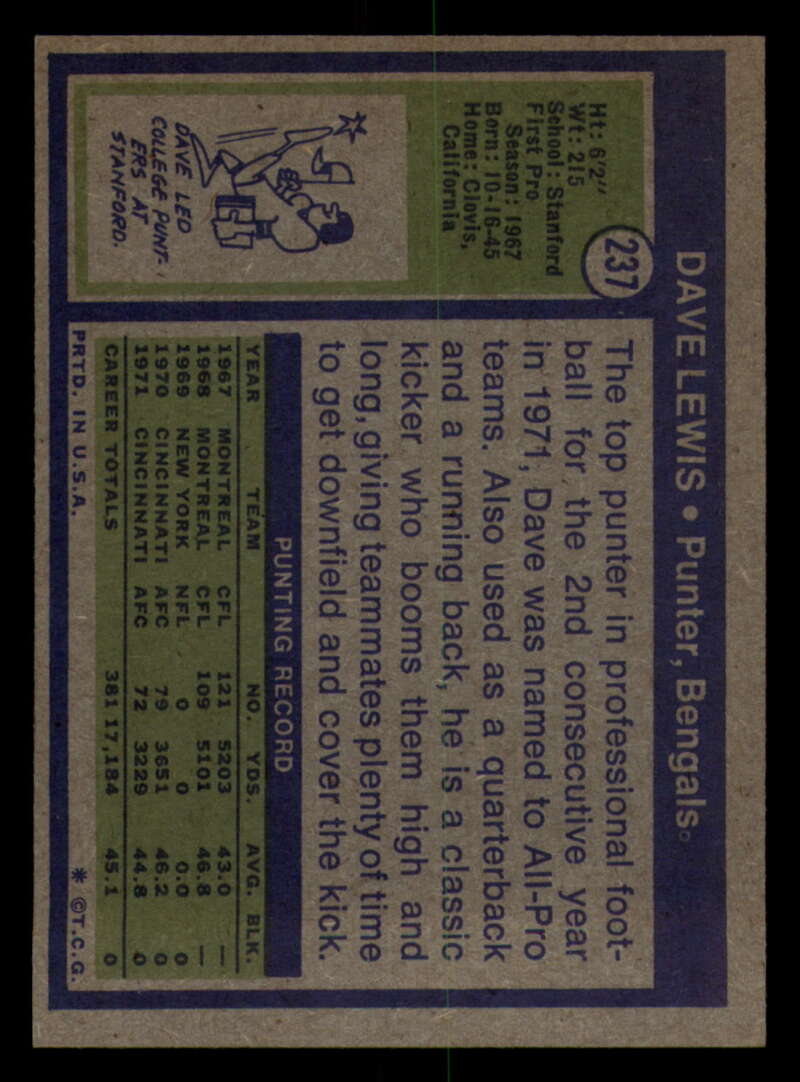 DAVE LEWIS • Punter, Bengals
237
Ht: 6'2"
Wt: 215
School: Stanford
First Pro
Season: 1967
Born: 10-16-45
Home: Clovis,
California
DAVE LED
COLLEGE PUNT-
ERS AT
STANFORD.
The top punter in professional foot-
ball for the 2nd consecutive year
in 1971, Dave was named to All-Pro
teams. Also used as a quarterback
and a running back, he is a classic
kicker who booms them high and
long, giving teammates plenty of time
to get downfield and cover the kick.
PUNTING RECORD
YEAR TEAM NO. YDS. AVG. BLK.
1967 MONTREAL CFL 121 5203 43.0 —
1968 MONTREAL CFL 109 5101 46.8 —
1969 NEW YORK NFL 0 0 0.0 0
1970 CINCINNATI AFC 79 3651 46.2 0
1971 CINCINNATI AFC 72 3229 44.8 0
CAREER TOTALS 381 17,184 45.1 0
PRTD. IN U.S.A. * ©T.C.G.